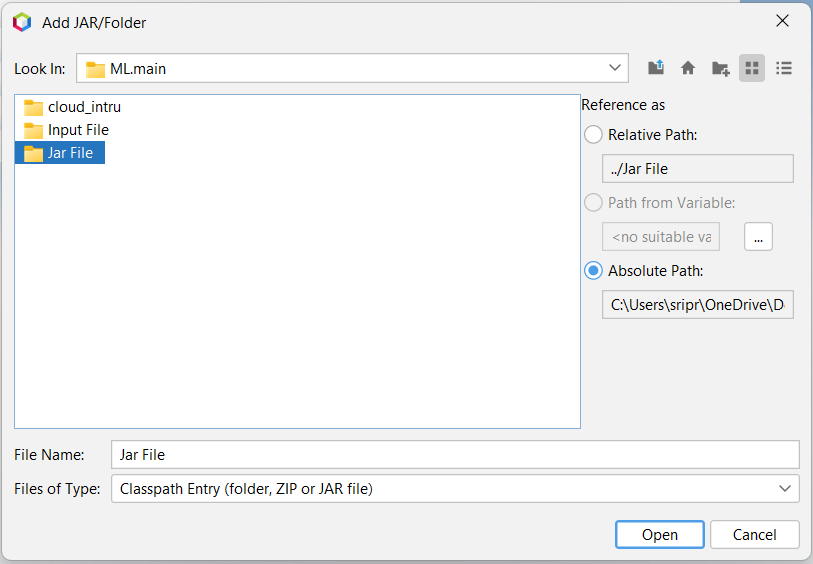 Add JAR/Folder
Look In: ML.main
cloud_intru
Input File
Jar File
Reference as
Relative Path:
../Jar File
Path from Variable:
<no suitable va
...
Absolute Path:
C:\Users\sripr\OneDrive\D
File Name: Jar File
Files of Type: Classpath Entry (folder, ZIP or JAR file)
Open Cancel